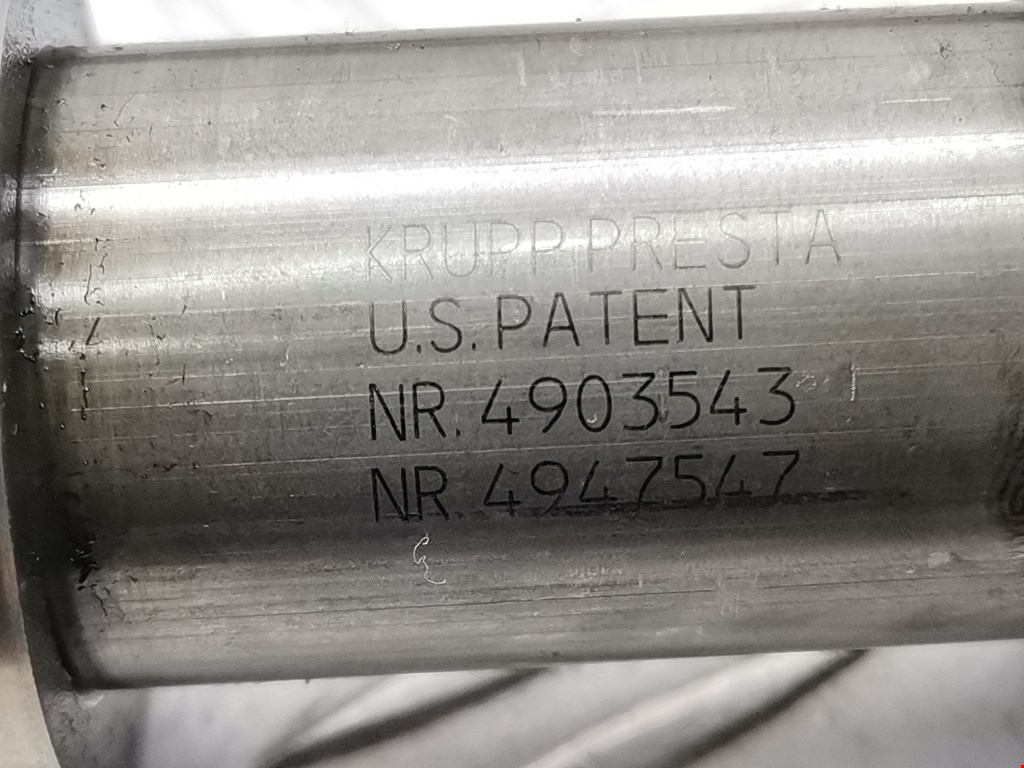 KRUPP PRESTA
U.S. PATENT
NR. 4903543
NR. 4947547